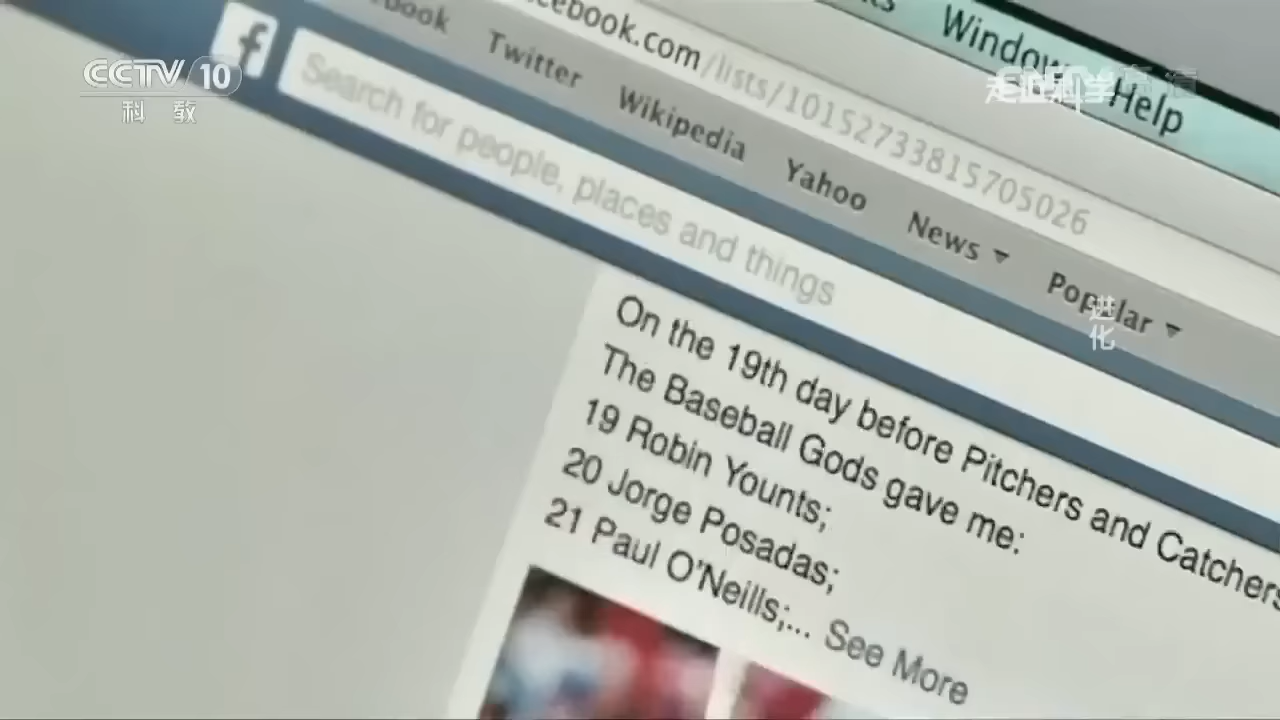 CCTV 10
科教
走近科学
Window Help
cebook.com/lists/10152733815705026
Twitter Wikipedia Yahoo News Popular
f
Search for people, places and things
进化
On the 19th day before Pitchers and Catchers
The Baseball Gods gave me:
19 Robin Younts;
20 Jorge Posadas;
21 Paul O'Neills;... See More